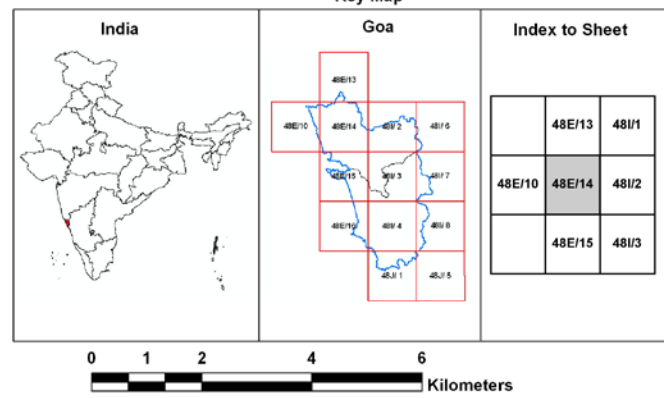 India
Goa
Index to Sheet
48E/13
48E/10 48E/14 48I/ 2 48I/ 6
48E/15 48I/ 3 48I/ 7
48E/16 48I/ 4 48I/ 8
48J/ 1 48J/ 5
48E/13 48I/1
48E/10 48E/14 48I/2
48E/15 48I/3
0 1 2 4 6
Kilometers